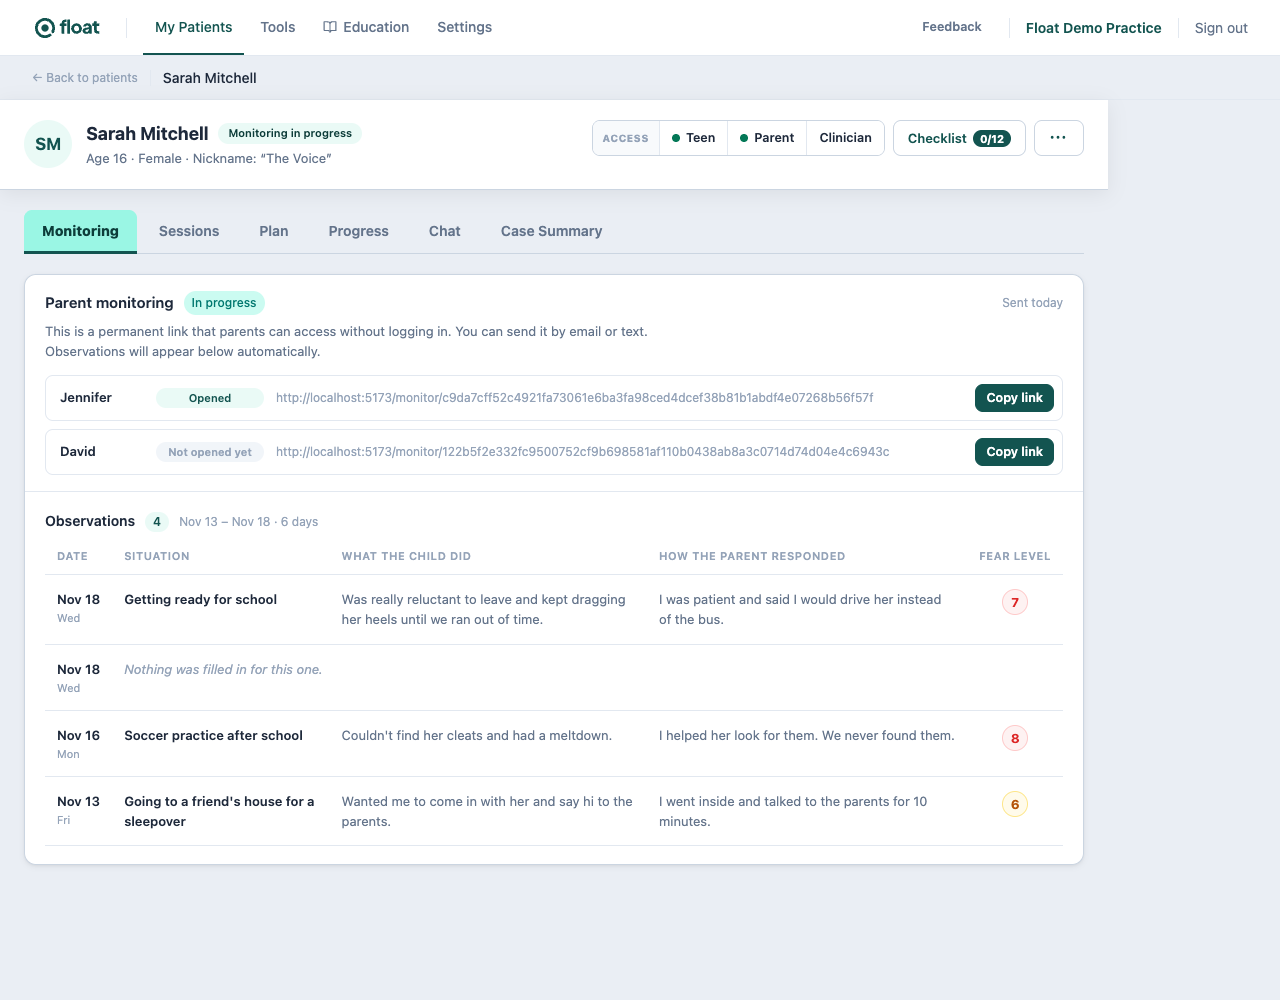 float
My Patients
Tools
Education
Settings
Feedback
Float Demo Practice
Sign out
← Back to patients
Sarah Mitchell
SM
Sarah Mitchell
Monitoring in progress
Age 16 · Female · Nickname: “The Voice”
ACCESS
Teen
Parent
Clinician
Checklist 0/12
···
Monitoring
Sessions
Plan
Progress
Chat
Case Summary
Parent monitoring
In progress
Sent today
This is a permanent link that parents can access without logging in. You can send it by email or text.
Observations will appear below automatically.
Jennifer
Opened
http://localhost:5173/monitor/c9da7cff52c4921fa73061e6ba3fa98ced4dcef38b81b1abdf4e07268b56f57f
Copy link
David
Not opened yet
http://localhost:5173/monitor/122b5f2e332fc9500752cf9b698581af110b0438ab8a3c0714d74d04e4c6943c
Copy link
Observations
4
Nov 13 – Nov 18 · 6 days
DATE
SITUATION
WHAT THE CHILD DID
HOW THE PARENT RESPONDED
FEAR LEVEL
Nov 18
Wed
Getting ready for school
Was really reluctant to leave and kept dragging
her heels until we ran out of time.
I was patient and said I would drive her instead
of the bus.
7
Nov 18
Wed
Nothing was filled in for this one.
Nov 16
Mon
Soccer practice after school
Couldn't find her cleats and had a meltdown.
I helped her look for them. We never found them.
8
Nov 13
Fri
Going to a friend's house for a
sleepover
Wanted me to come in with her and say hi to the
parents.
I went inside and talked to the parents for 10
minutes.
6